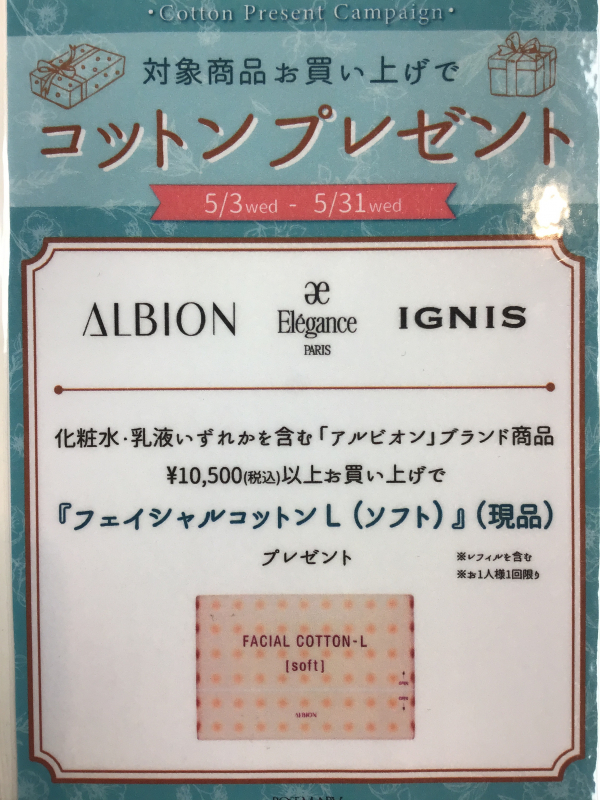 ・Cotton Present Campaign・
対象商品お買い上げで
コットンプレゼント
5/3wed - 5/31wed
ALBION
æ
Elégance
PARIS
IGNIS
化粧水・乳液いずれかを含む「アルビオン」ブランド商品
¥10,500(税込)以上お買い上げで
『フェイシャルコットンL(ソフト)』(現品)
プレゼント
※レフィルを含む
※お1人様1回限り
FACIAL COTTON-L
[soft]
ALBION